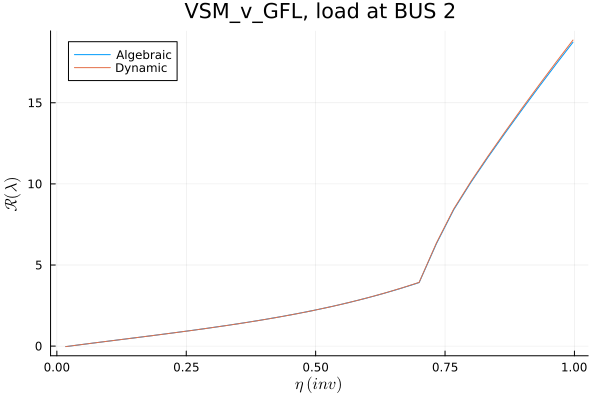 VSM_v_GFL, load at BUS 2
Algebraic
Dynamic
ℛ(λ)
15
10
5
0
0.00 0.25 0.50 0.75 1.00
η (inv)